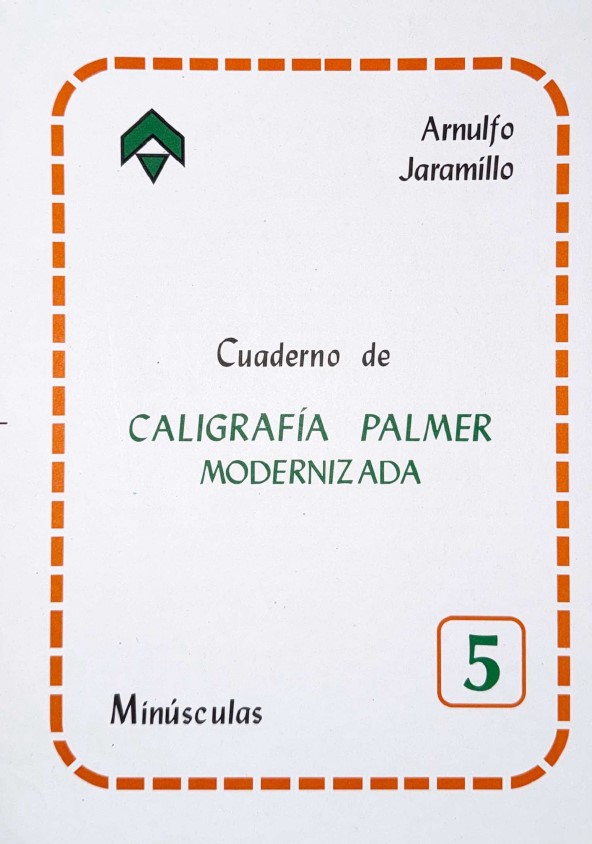 Arnulfo
Jaramillo
Cuaderno de
CALIGRAFÍA PALMER
MODERNIZADA
5
Minúsculas